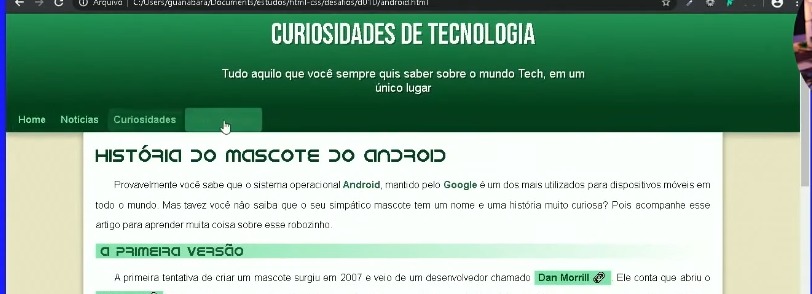 Arquivo | C:/Users/guanabara/Documents/estudos/html-css/desafios/d010/android.html
CURIOSIDADES DE TECNOLOGIA
Tudo aquilo que você sempre quis saber sobre o mundo Tech, em um
único lugar
Home Notícias Curiosidades
HISTÓRIA DO MASCOTE DO ANDROID
Provavelmente você sabe que o sistema operacional Android, mantido pelo Google é um dos mais utilizados para dispositivos móveis em
todo o mundo. Mas tavez você não saiba que o seu simpático mascote tem um nome e uma história muito curiosa? Pois acompanhe esse
artigo para aprender muita coisa sobre esse robozinho.
A PRIMEIRA VERSÃO
A primeira tentativa de criar um mascote surgiu em 2007 e veio de um desenvolvedor chamado Dan Morrill. Ele conta que abriu o